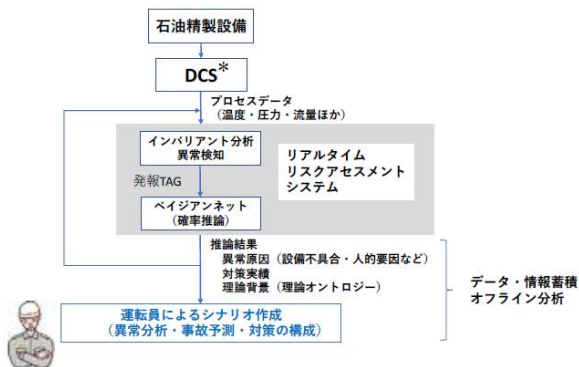 石油精製設備
DCS*
プロセスデータ
（温度・圧力・流量ほか）
インバリアント分析
異常検知
リアルタイム
リスクアセスメント
システム
発報TAG
ベイジアンネット
（確率推論）
推論結果
異常原因（設備不具合・人的要因など）
対策実績
理論背景（理論オントロジー）
データ・情報蓄積
オフライン分析
運転員によるシナリオ作成
（異常分析・事故予測・対策の構成）